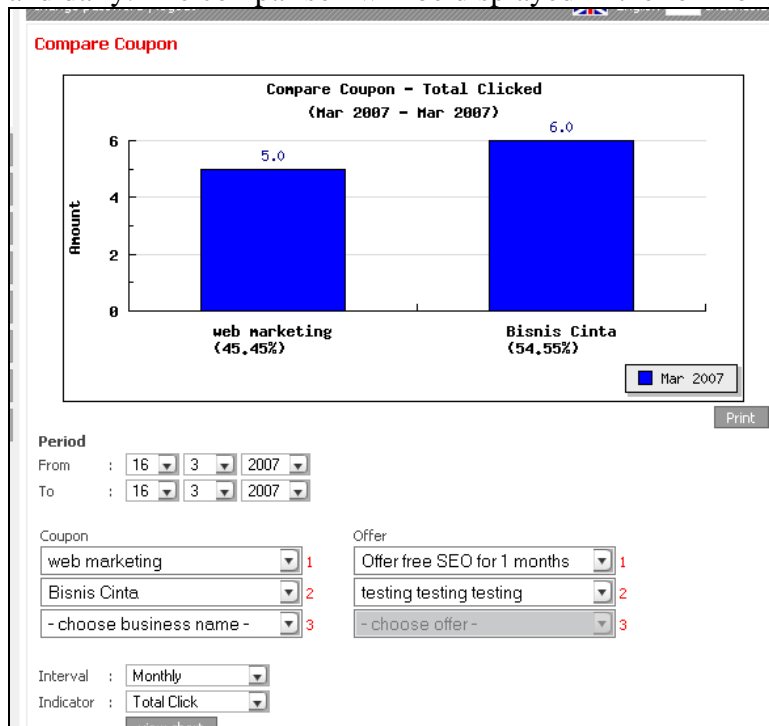 Compare Coupon
Compare Coupon - Total Clicked
(Mar 2007 - Mar 2007)
6.0
5.0
6
4
2
0
Amount
web marketing
(45.45%)
Bisnis Cinta
(54.55%)
Mar 2007
Print
Period
From : 16 3 2007
To : 16 3 2007
Coupon Offer
web marketing 1 Offer free SEO for 1 months 1
Bisnis Cinta 2 testing testing testing 2
- choose business name - 3 - choose offer - 3
Interval : Monthly
Indicator : Total Click